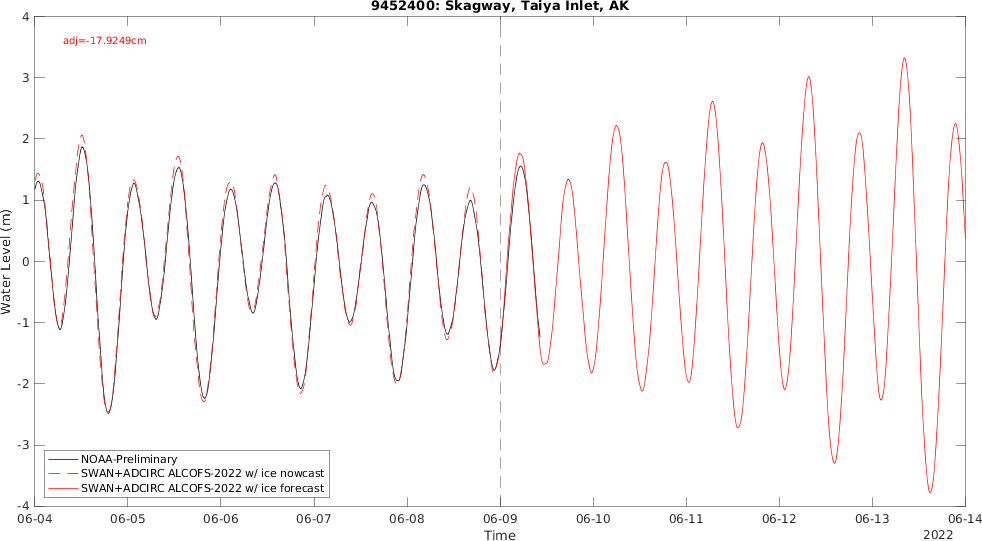 9452400: Skagway, Taiya Inlet, AK
adj=-17.9249cm
4
3
2
1
0
-1
-2
-3
-4
Water Level (m)
NOAA-Preliminary
SWAN+ADCIRC ALCOFS-2022 w/ ice nowcast
SWAN+ADCIRC ALCOFS-2022 w/ ice forecast
06-04 06-05 06-06 06-07 06-08 06-09 06-10 06-11 06-12 06-13 06-14
Time
2022